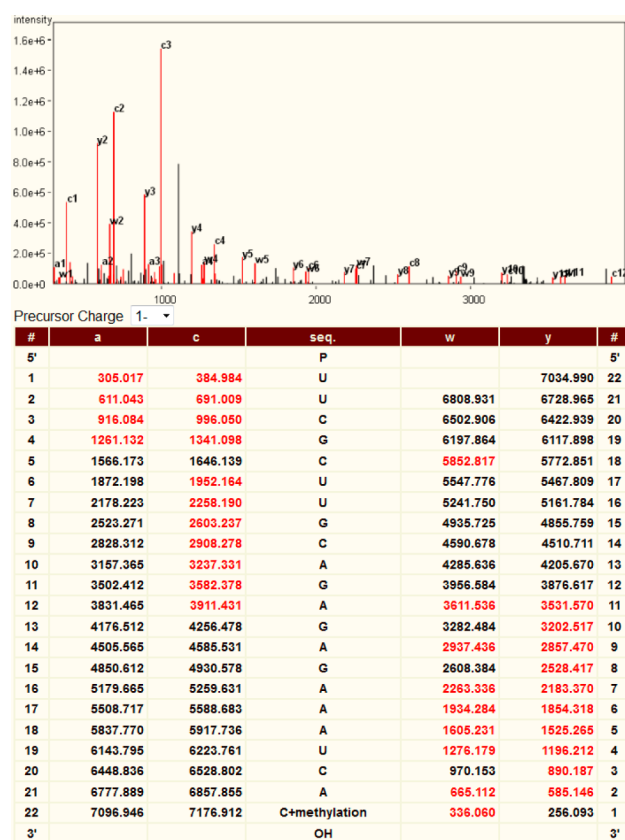 intensity
1.6e+6
1.4e+6
1.2e+6
1.0e+6
8.0e+5
6.0e+5
4.0e+5
2.0e+5
0.0e+0
c3
c2
y2
c1
y3
w2
y4
c4
a1
w1
a2
a3
w4
y5
w5
y6
c6
y7
w7
y8
c8
y9
c9
w9
c12
1000
2000
3000
Precursor Charge 1-
# a c seq. w y #
5' P 5'
1 305.017 384.984 U 7034.990 22
2 611.043 691.009 U 6808.931 6728.965 21
3 916.084 996.050 C 6502.906 6422.939 20
4 1261.132 1341.098 G 6197.864 6117.898 19
5 1566.173 1646.139 C 5852.817 5772.851 18
6 1872.198 1952.164 U 5547.776 5467.809 17
7 2178.223 2258.190 U 5241.750 5161.784 16
8 2523.271 2603.237 G 4935.725 4855.759 15
9 2828.312 2908.278 C 4590.678 4510.711 14
10 3157.365 3237.331 A 4285.636 4205.670 13
11 3502.412 3582.378 G 3956.584 3876.617 12
12 3831.465 3911.431 A 3611.536 3531.570 11
13 4176.512 4256.478 G 3282.484 3202.517 10
14 4505.565 4585.531 A 2937.436 2857.470 9
15 4850.612 4930.578 G 2608.384 2528.417 8
16 5179.665 5259.631 A 2263.336 2183.370 7
17 5508.717 5588.683 A 1934.284 1854.318 6
18 5837.770 5917.736 A 1605.231 1525.265 5
19 6143.795 6223.761 U 1276.179 1196.212 4
20 6448.836 6528.802 C 970.153 890.187 3
21 6777.889 6857.855 A 665.112 585.146 2
22 7096.946 7176.912 C+methylation 336.060 256.093 1
3' OH 3'